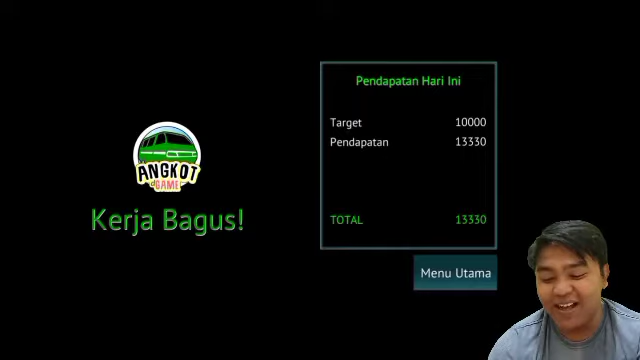 ANGKOT
d'GAME
Kerja Bagus!
Pendapatan Hari Ini
Target 10000
Pendapatan 13330
TOTAL 13330
Menu Utama